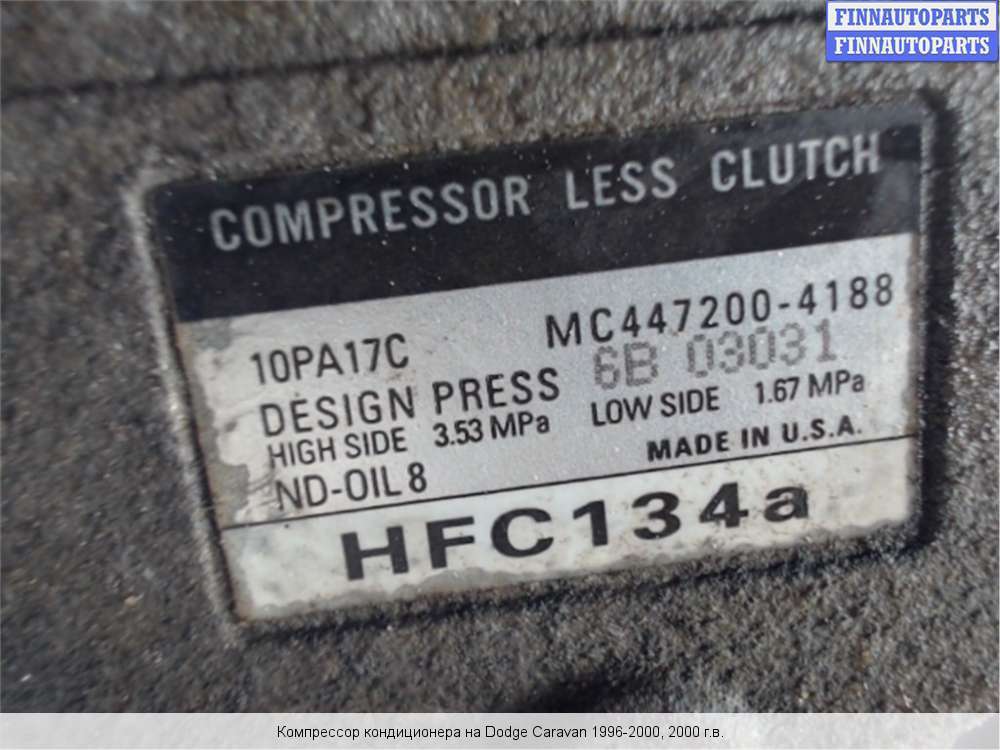 FINNAUTOPARTS
FINNAUTOPARTS
COMPRESSOR LESS CLUTCH
10PA17C MC447200-4188
6B 03031
DESIGN PRESS
HIGH SIDE 3.53 MPa LOW SIDE 1.67 MPa
ND-OIL 8 MADE IN U.S.A.
HFC134a
Компрессор кондиционера на Dodge Caravan 1996-2000, 2000 г.в.